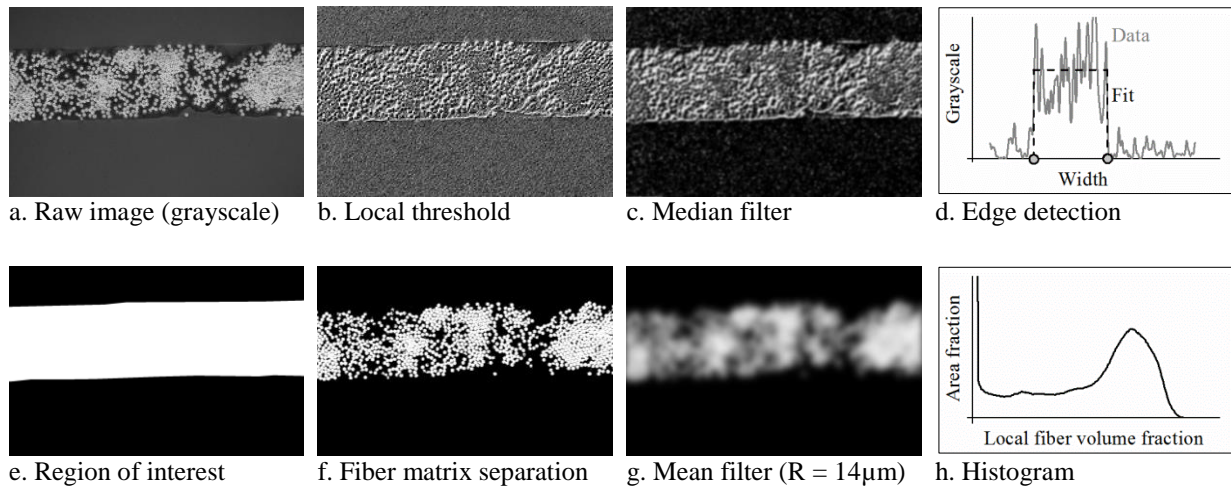 Grayscale
Data
Fit
Width
a. Raw image (grayscale)
b. Local threshold
c. Median filter
d. Edge detection
Area fraction
Local fiber volume fraction
e. Region of interest
f. Fiber matrix separation
g. Mean filter (R = 14µm)
h. Histogram